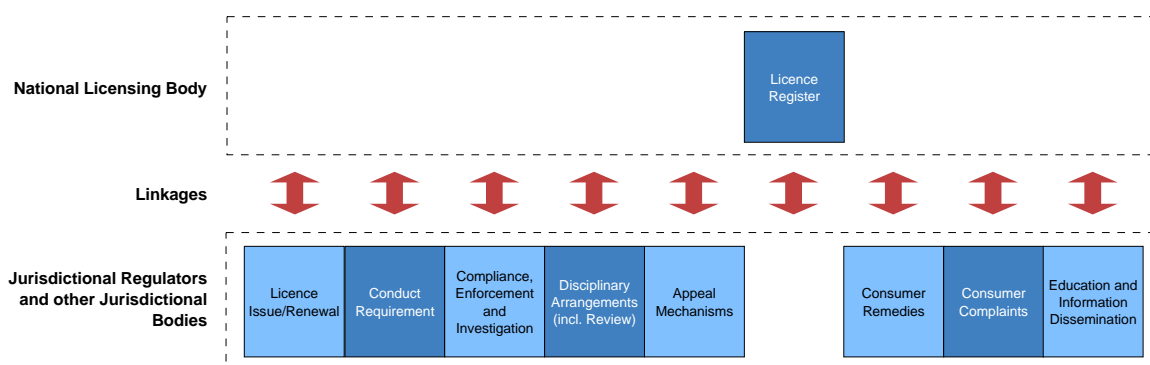 National Licensing Body
Licence
Register
Linkages
Jurisdictional Regulators
and other Jurisdictional
Bodies
Licence
Issue/Renewal
Conduct
Requirement
Compliance,
Enforcement
and
Investigation
Disciplinary
Arrangements
(incl. Review)
Appeal
Mechanisms
Consumer
Remedies
Consumer
Complaints
Education and
Information
Dissemination